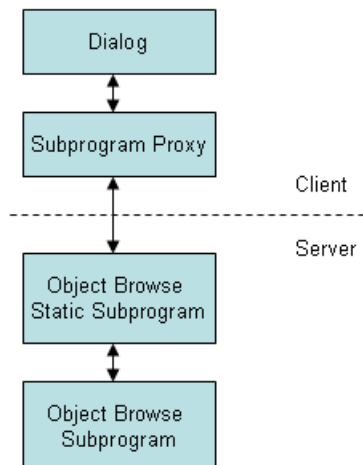 Dialog
Subprogram Proxy
Client
Server
Object Browse
Static Subprogram
Object Browse
Subprogram